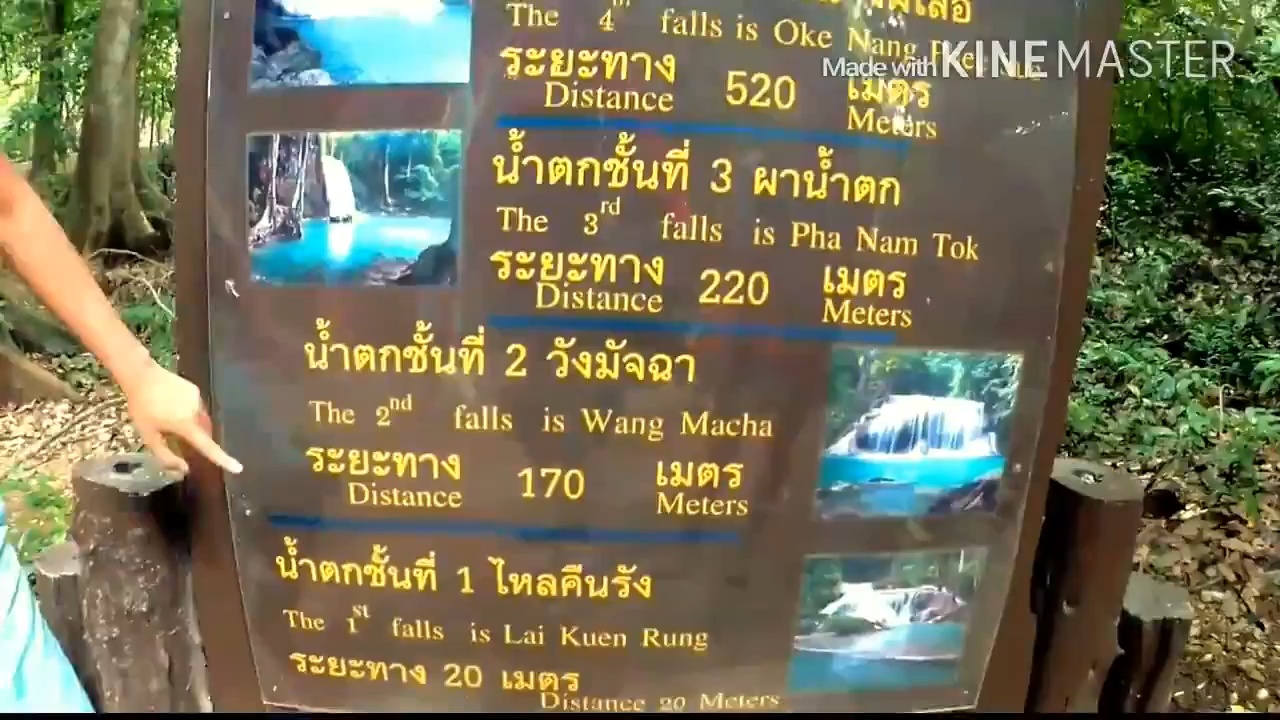 The 4th falls is Oke Nang
Made with KINEMASTER
ระยะทาง 520 เมตร
Distance Meters
น้ำตกชั้นที่ 3 ผาน้ำตก
The 3rd falls is Pha Nam Tok
ระยะทาง 220 เมตร
Distance Meters
น้ำตกชั้นที่ 2 วังมัจฉา
The 2nd falls is Wang Macha
ระยะทาง 170 เมตร
Distance Meters
น้ำตกชั้นที่ 1 ไหลคืนรัง
The 1st falls is Lai Kuen Rung
ระยะทาง 20 เมตร
Distance 20 Meters